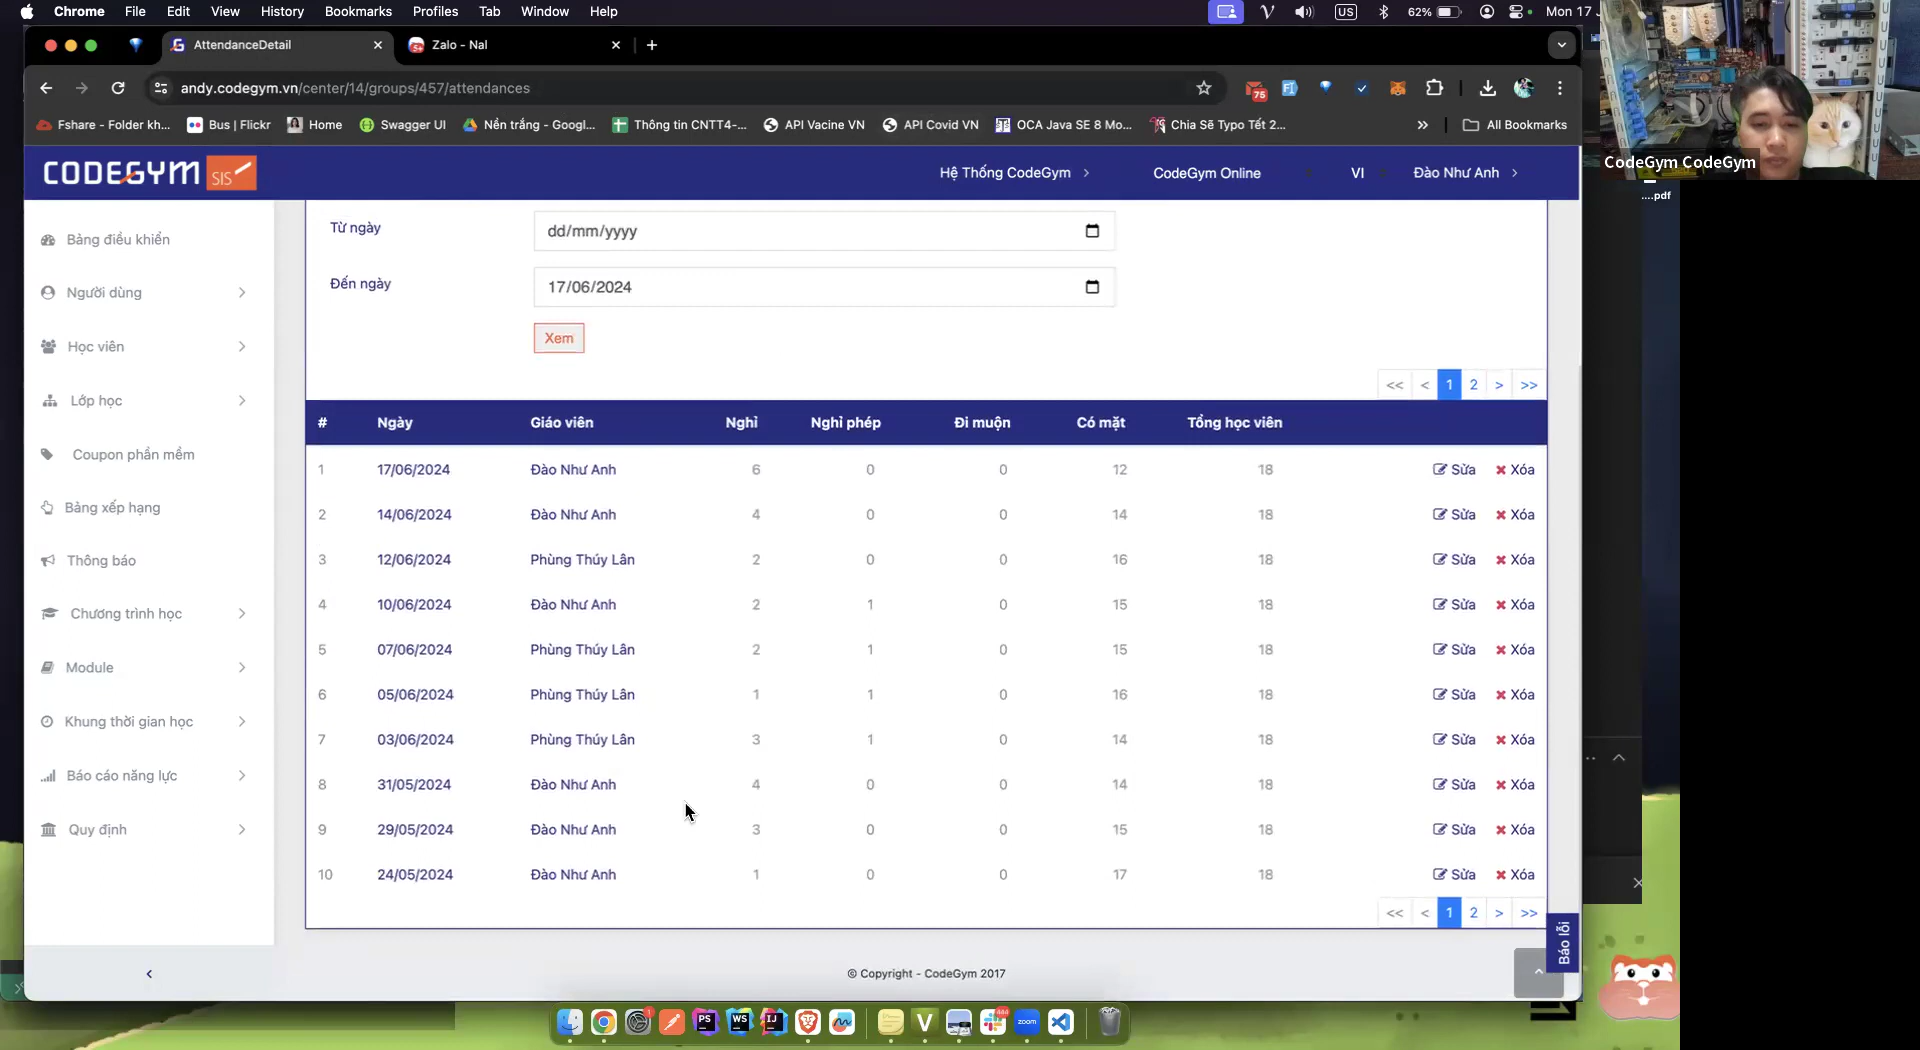 Chrome File Edit View History Bookmarks Profiles Tab Window Help US 62% Mon 17
AttendanceDetail Zalo - Nal
andy.codegym.vn/center/14/groups/457/attendances 75
Fshare - Folder kh... Bus | Flickr Home Swagger UI Nền trắng - Googl... Thông tin CNTT4-... API Vacine VN API Covid VN OCA Java SE 8 Mo... Chia Sẽ Typo Tết 2... » All Bookmarks
CodeGym CodeGym
....pdf
CODEGYM SIS Hệ Thống CodeGym CodeGym Online VI Đào Như Anh
Bảng điều khiển
Người dùng
Học viên
Lớp học
Coupon phần mềm
Bảng xếp hạng
Thông báo
Chương trình học
Module
Khung thời gian học
Báo cáo năng lực
Quy định
Từ ngày dd/mm/yyyy
Đến ngày 17/06/2024
Xem
<< < 1 2 > >>
# Ngày Giáo viên Nghỉ Nghỉ phép Đi muộn Có mặt Tổng học viên
1 17/06/2024 Đào Như Anh 6 0 0 12 18 Sửa Xóa
2 14/06/2024 Đào Như Anh 4 0 0 14 18 Sửa Xóa
3 12/06/2024 Phùng Thúy Lân 2 0 0 16 18 Sửa Xóa
4 10/06/2024 Đào Như Anh 2 1 0 15 18 Sửa Xóa
5 07/06/2024 Phùng Thúy Lân 2 1 0 15 18 Sửa Xóa
6 05/06/2024 Phùng Thúy Lân 1 1 0 16 18 Sửa Xóa
7 03/06/2024 Phùng Thúy Lân 3 1 0 14 18 Sửa Xóa
8 31/05/2024 Đào Như Anh 4 0 0 14 18 Sửa Xóa
9 29/05/2024 Đào Như Anh 3 0 0 15 18 Sửa Xóa
10 24/05/2024 Đào Như Anh 1 0 0 17 18 Sửa Xóa
<< < 1 2 > >>
Báo lỗi
© Copyright - CodeGym 2017
1 PS WS IJ V 444 zoom